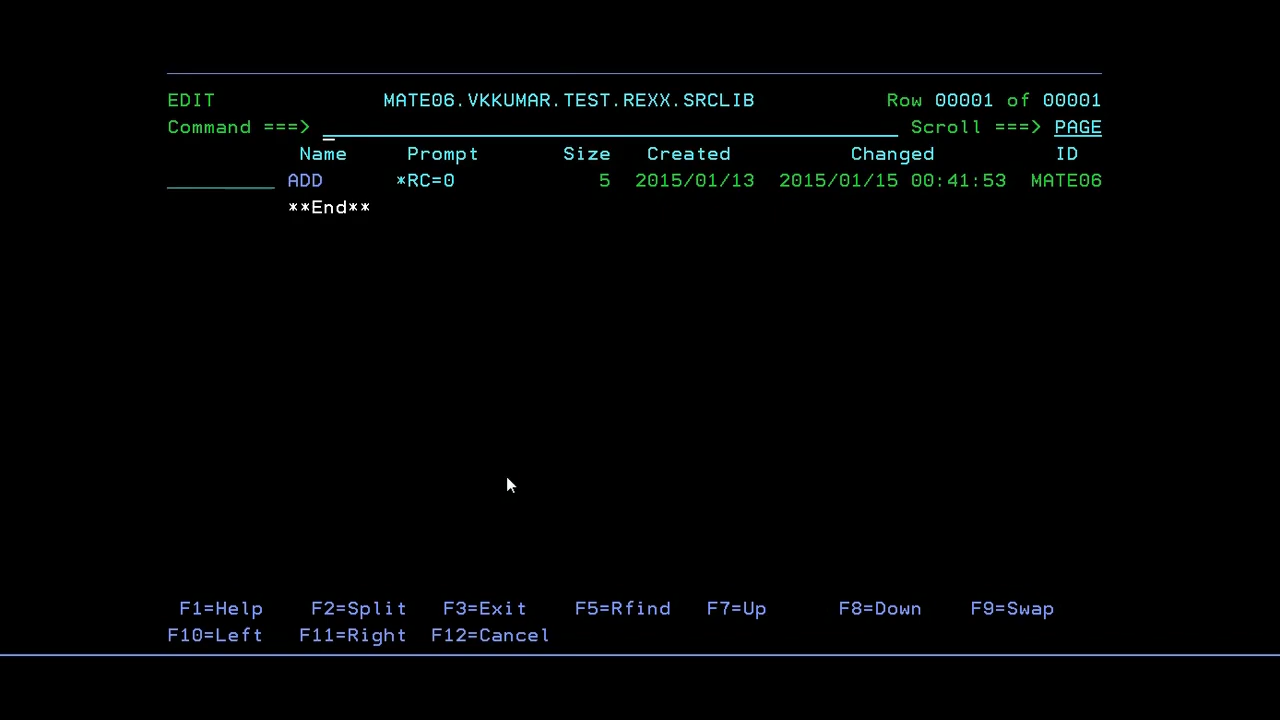 EDIT MATE06.VKKUMAR.TEST.REXX.SRCLIB Row 00001 of 00001
Command ===> Scroll ===> PAGE
Name Prompt Size Created Changed ID
ADD *RC=0 5 2015/01/13 2015/01/15 00:41:53 MATE06
**End**
F1=Help F2=Split F3=Exit F5=Rfind F7=Up F8=Down F9=Swap
F10=Left F11=Right F12=Cancel